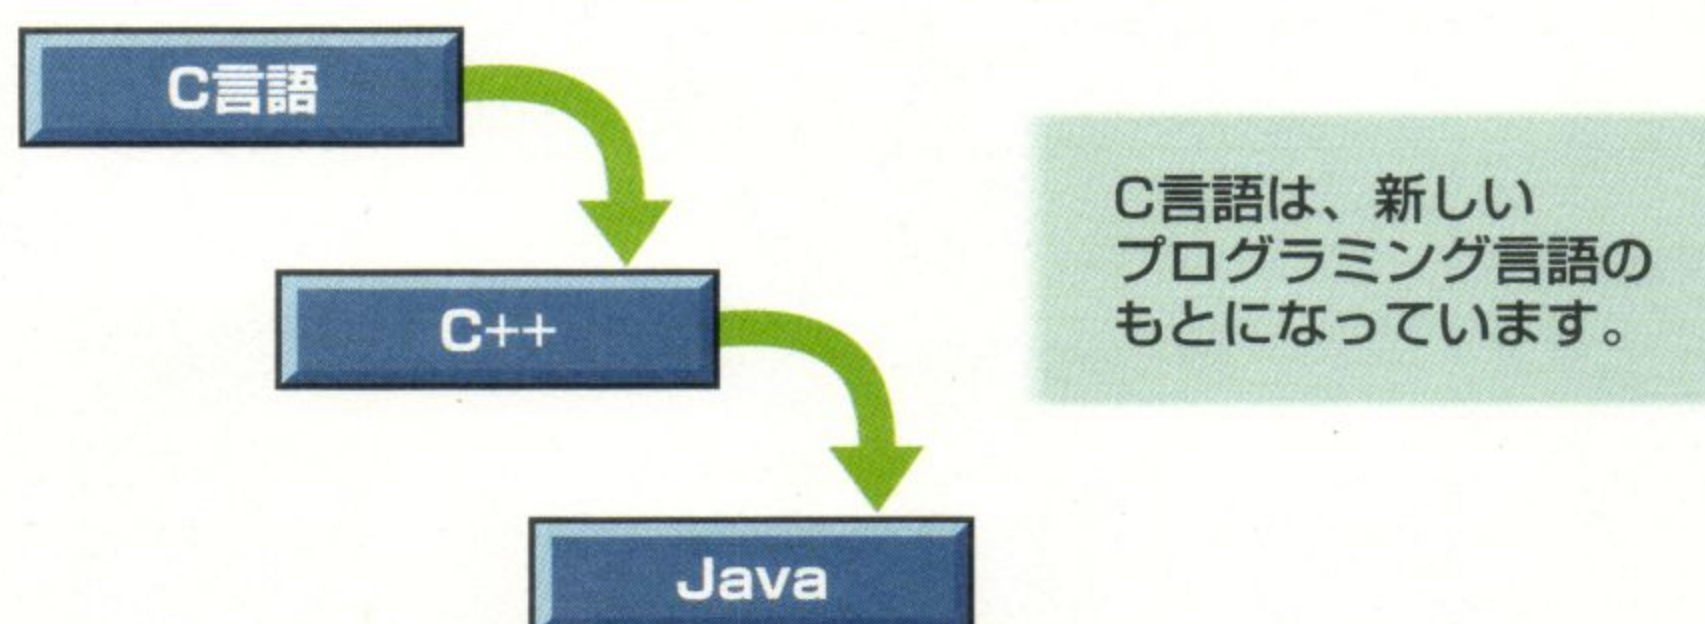 C言語
C++
Java
C言語は、新しい
プログラミング言語の
もとになっています。